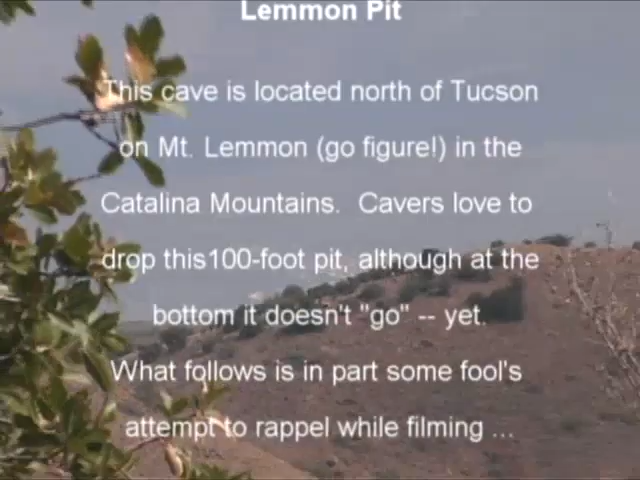 Lemmon Pit
This cave is located north of Tucson
on Mt. Lemmon (go figure!) in the
Catalina Mountains.  Cavers love to
drop this100-foot pit, although at the
bottom it doesn't "go" -- yet.
What follows is in part some fool's
attempt to rappel while filming ...